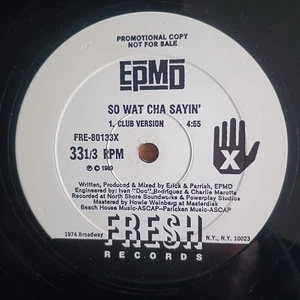 PROMOTIONAL COPY
NOT FOR SALE
EPMD
SO WAT CHA SAYIN'
1. CLUB VERSION 4:55
FRE-80133X
33 1/3 RPM
℗ © 1989
X
Written, Produced & Mixed by Erick & Parrish, EPMD
Engineered by: Ivan "Doc" Rodriguez & Charlie Marotta
Recorded at North Shore Soundworks & Powerplay Studios
Mastered by Howie Weinberg at Masterdisk
Beach House Music-ASCAP-Paricken Music-ASCAP
FRESH
1974 Broadway N.Y., N.Y. 10023
RECORDS